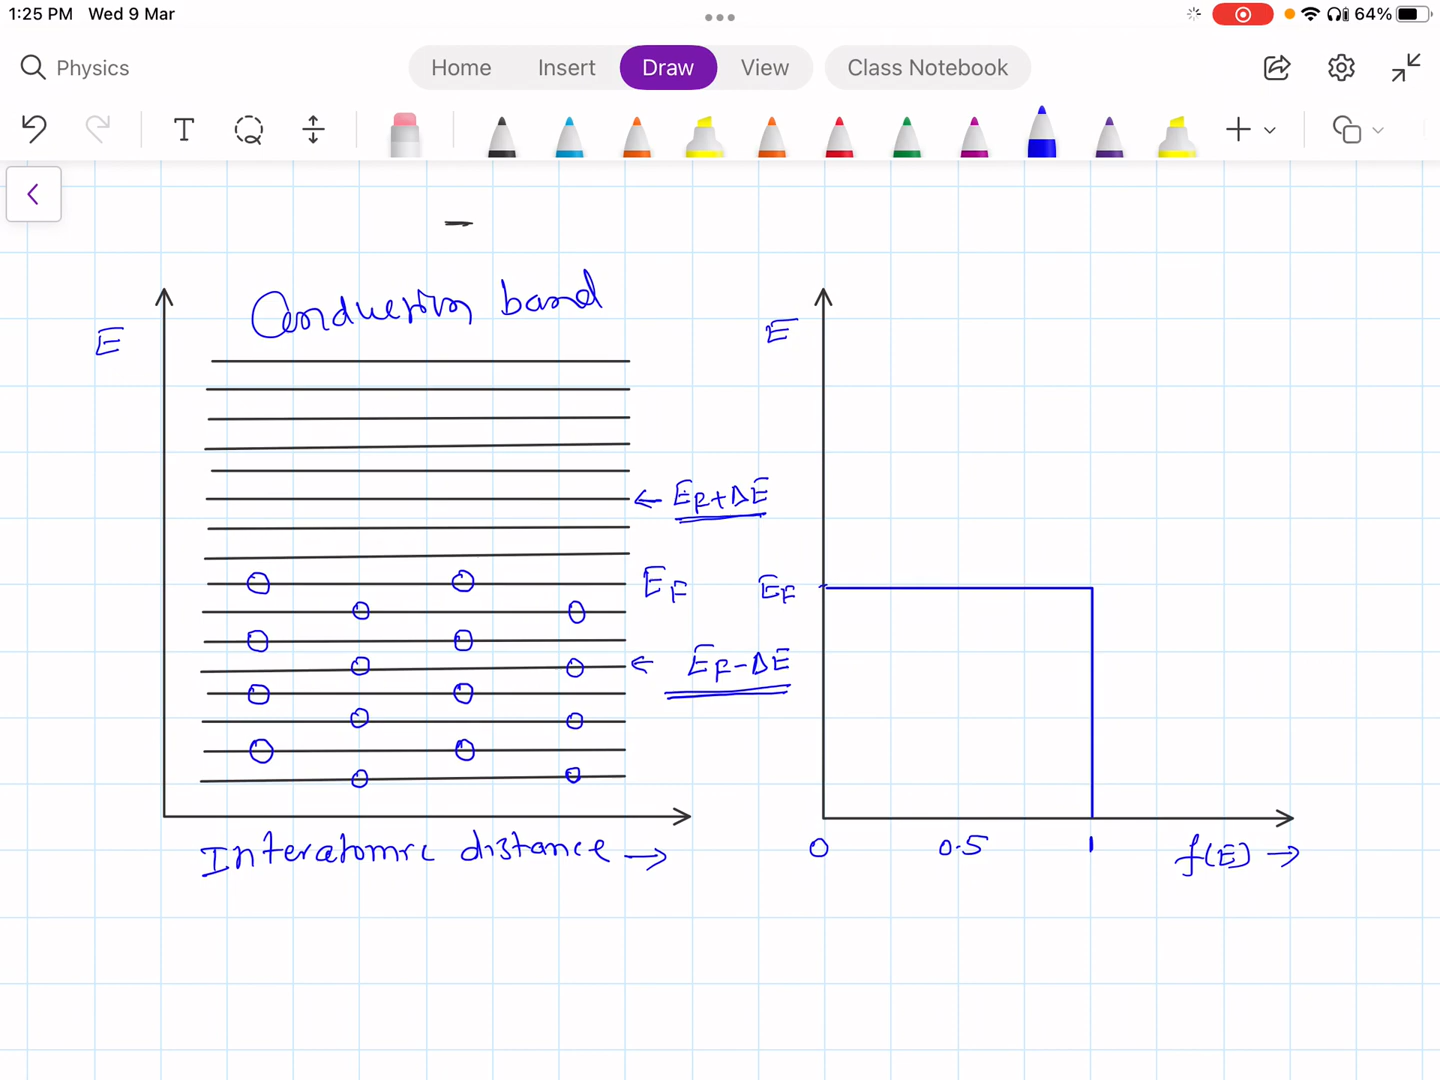 1:25 PM Wed 9 Mar
64%
Physics
Home Insert Draw View Class Notebook
T
Conduction band
E
E
← EF+ΔE
EF
EF
← EF-ΔE
Interatomic distance →
0 0.5 1 f(E) →